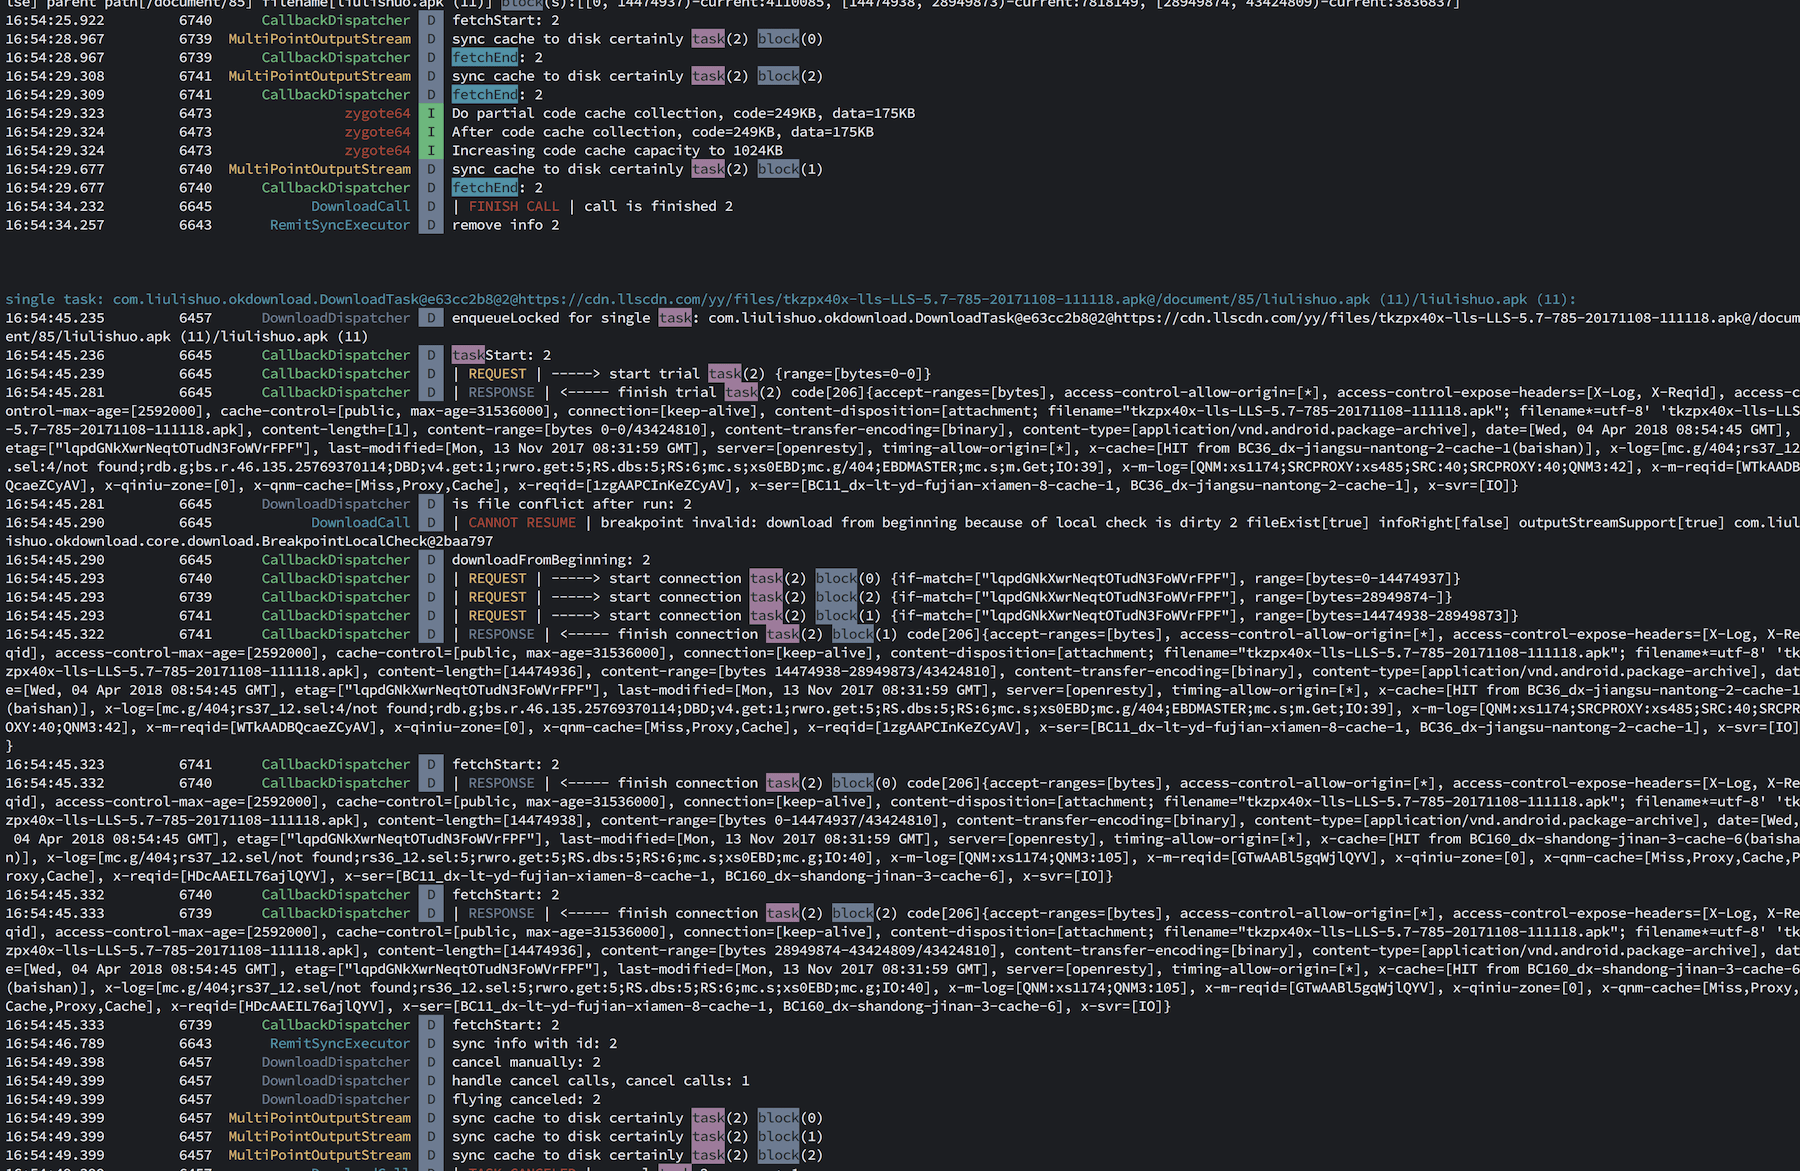 lse] parent path[/document/85] filename[liulishuo.apk (11)] block(s):[[0, 14474937)-current:4110085, [14474938, 28949873)-current:7818149, [28949874, 43424809)-current:3836837]
16:54:25.922 6740 CallbackDispatcher D fetchStart: 2
16:54:28.967 6739 MultiPointOutputStream D sync cache to disk certainly task(2) block(0)
16:54:28.967 6739 CallbackDispatcher D fetchEnd: 2
16:54:29.308 6741 MultiPointOutputStream D sync cache to disk certainly task(2) block(2)
16:54:29.309 6741 CallbackDispatcher D fetchEnd: 2
16:54:29.323 6473 zygote64 I Do partial code cache collection, code=249KB, data=175KB
16:54:29.324 6473 zygote64 I After code cache collection, code=249KB, data=175KB
16:54:29.324 6473 zygote64 I Increasing code cache capacity to 1024KB
16:54:29.677 6740 MultiPointOutputStream D sync cache to disk certainly task(2) block(1)
16:54:29.677 6740 CallbackDispatcher D fetchEnd: 2
16:54:34.232 6645 DownloadCall D | FINISH CALL | call is finished 2
16:54:34.257 6643 RemitSyncExecutor D remove info 2
single task: com.liulishuo.okdownload.DownloadTask@e63cc2b8@2@https://cdn.llscdn.com/yy/files/tkzpx40x-lls-LLS-5.7-785-20171108-111118.apk@/document/85/liulishuo.apk (11)/liulishuo.apk (11):
16:54:45.235 6457 DownloadDispatcher D enqueueLocked for single task: com.liulishuo.okdownload.DownloadTask@e63cc2b8@2@https://cdn.llscdn.com/yy/files/tkzpx40x-lls-LLS-5.7-785-20171108-111118.apk@/docum
ent/85/liulishuo.apk (11)/liulishuo.apk (11)
16:54:45.236 6645 CallbackDispatcher D taskStart: 2
16:54:45.239 6645 CallbackDispatcher D | REQUEST | -----> start trial task(2) {range=[bytes=0-0]}
16:54:45.281 6645 CallbackDispatcher D | RESPONSE | <----- finish trial task(2) code[206]{accept-ranges=[bytes], access-control-allow-origin=[*], access-control-expose-headers=[X-Log, X-Reqid], access-c
ontrol-max-age=[2592000], cache-control=[public, max-age=31536000], connection=[keep-alive], content-disposition=[attachment; filename="tkzpx40x-lls-LLS-5.7-785-20171108-111118.apk"; filename*=utf-8' 'tkzpx40x-lls-LLS
-5.7-785-20171108-111118.apk], content-length=[1], content-range=[bytes 0-0/43424810], content-transfer-encoding=[binary], content-type=[application/vnd.android.package-archive], date=[Wed, 04 Apr 2018 08:54:45 GMT],
etag=["lqpdGNkXwrNeqtOTudN3FoWVrFPF"], last-modified=[Mon, 13 Nov 2017 08:31:59 GMT], server=[openresty], timing-allow-origin=[*], x-cache=[HIT from BC36_dx-jiangsu-nantong-2-cache-1(baishan)], x-log=[mc.g/404;rs37_12
.sel:4/not found;rdb.g;bs.r.46.135.25769370114;DBD;v4.get:1;rwro.get:5;RS.dbs:5;RS:6;mc.s;xs0EBD;mc.g/404;EBDMASTER;mc.s;m.Get;IO:39], x-m-log=[QNM:xs1174;SRCPROXY:xs485;SRC:40;SRCPROXY:40;QNM3:42], x-m-reqid=[WTkAADB
QcaeZCyAV], x-qiniu-zone=[0], x-qnm-cache=[Miss,Proxy,Cache], x-reqid=[1zgAAPCInKeZCyAV], x-ser=[BC11_dx-lt-yd-fujian-xiamen-8-cache-1, BC36_dx-jiangsu-nantong-2-cache-1], x-svr=[IO]}
16:54:45.281 6645 DownloadDispatcher D is file conflict after run: 2
16:54:45.290 6645 DownloadCall D | CANNOT RESUME | breakpoint invalid: download from beginning because of local check is dirty 2 fileExist[true] infoRight[false] outputStreamSupport[true] com.liul
ishuo.okdownload.core.download.BreakpointLocalCheck@2baa797
16:54:45.290 6645 CallbackDispatcher D downloadFromBeginning: 2
16:54:45.293 6740 CallbackDispatcher D | REQUEST | -----> start connection task(2) block(0) {if-match=["lqpdGNkXwrNeqtOTudN3FoWVrFPF"], range=[bytes=0-14474937]}
16:54:45.293 6739 CallbackDispatcher D | REQUEST | -----> start connection task(2) block(2) {if-match=["lqpdGNkXwrNeqtOTudN3FoWVrFPF"], range=[bytes=28949874-]}
16:54:45.293 6741 CallbackDispatcher D | REQUEST | -----> start connection task(2) block(1) {if-match=["lqpdGNkXwrNeqtOTudN3FoWVrFPF"], range=[bytes=14474938-28949873]}
16:54:45.322 6741 CallbackDispatcher D | RESPONSE | <----- finish connection task(2) block(1) code[206]{accept-ranges=[bytes], access-control-allow-origin=[*], access-control-expose-headers=[X-Log, X-Re
qid], access-control-max-age=[2592000], cache-control=[public, max-age=31536000], connection=[keep-alive], content-disposition=[attachment; filename="tkzpx40x-lls-LLS-5.7-785-20171108-111118.apk"; filename*=utf-8' 'tk
zpx40x-lls-LLS-5.7-785-20171108-111118.apk], content-length=[14474936], content-range=[bytes 14474938-28949873/43424810], content-transfer-encoding=[binary], content-type=[application/vnd.android.package-archive], dat
e=[Wed, 04 Apr 2018 08:54:45 GMT], etag=["lqpdGNkXwrNeqtOTudN3FoWVrFPF"], last-modified=[Mon, 13 Nov 2017 08:31:59 GMT], server=[openresty], timing-allow-origin=[*], x-cache=[HIT from BC36_dx-jiangsu-nantong-2-cache-1
(baishan)], x-log=[mc.g/404;rs37_12.sel:4/not found;rdb.g;bs.r.46.135.25769370114;DBD;v4.get:1;rwro.get:5;RS.dbs:5;RS:6;mc.s;xs0EBD;mc.g/404;EBDMASTER;mc.s;m.Get;IO:39], x-m-log=[QNM:xs1174;SRCPROXY:xs485;SRC:40;SRCPR
OXY:40;QNM3:42], x-m-reqid=[WTkAADBQcaeZCyAV], x-qiniu-zone=[0], x-qnm-cache=[Miss,Proxy,Cache], x-reqid=[1zgAAPCInKeZCyAV], x-ser=[BC11_dx-lt-yd-fujian-xiamen-8-cache-1, BC36_dx-jiangsu-nantong-2-cache-1], x-svr=[IO]
}
16:54:45.323 6741 CallbackDispatcher D fetchStart: 2
16:54:45.332 6740 CallbackDispatcher D | RESPONSE | <----- finish connection task(2) block(0) code[206]{accept-ranges=[bytes], access-control-allow-origin=[*], access-control-expose-headers=[X-Log, X-Re
qid], access-control-max-age=[2592000], cache-control=[public, max-age=31536000], connection=[keep-alive], content-disposition=[attachment; filename="tkzpx40x-lls-LLS-5.7-785-20171108-111118.apk"; filename*=utf-8' 'tk
zpx40x-lls-LLS-5.7-785-20171108-111118.apk], content-length=[14474938], content-range=[bytes 0-14474937/43424810], content-transfer-encoding=[binary], content-type=[application/vnd.android.package-archive], date=[Wed,
04 Apr 2018 08:54:45 GMT], etag=["lqpdGNkXwrNeqtOTudN3FoWVrFPF"], last-modified=[Mon, 13 Nov 2017 08:31:59 GMT], server=[openresty], timing-allow-origin=[*], x-cache=[HIT from BC160_dx-shandong-jinan-3-cache-6(baisha
n)], x-log=[mc.g/404;rs37_12.sel/not found;rs36_12.sel:5;rwro.get:5;RS.dbs:5;RS:6;mc.s;xs0EBD;mc.g;IO:40], x-m-log=[QNM:xs1174;QNM3:105], x-m-reqid=[GTwAABl5gqWjlQYV], x-qiniu-zone=[0], x-qnm-cache=[Miss,Proxy,Cache,P
roxy,Cache], x-reqid=[HDcAAEIL76ajlQYV], x-ser=[BC11_dx-lt-yd-fujian-xiamen-8-cache-1, BC160_dx-shandong-jinan-3-cache-6], x-svr=[IO]}
16:54:45.332 6740 CallbackDispatcher D fetchStart: 2
16:54:45.333 6739 CallbackDispatcher D | RESPONSE | <----- finish connection task(2) block(2) code[206]{accept-ranges=[bytes], access-control-allow-origin=[*], access-control-expose-headers=[X-Log, X-Re
qid], access-control-max-age=[2592000], cache-control=[public, max-age=31536000], connection=[keep-alive], content-disposition=[attachment; filename="tkzpx40x-lls-LLS-5.7-785-20171108-111118.apk"; filename*=utf-8' 'tk
zpx40x-lls-LLS-5.7-785-20171108-111118.apk], content-length=[14474936], content-range=[bytes 28949874-43424809/43424810], content-transfer-encoding=[binary], content-type=[application/vnd.android.package-archive], dat
e=[Wed, 04 Apr 2018 08:54:45 GMT], etag=["lqpdGNkXwrNeqtOTudN3FoWVrFPF"], last-modified=[Mon, 13 Nov 2017 08:31:59 GMT], server=[openresty], timing-allow-origin=[*], x-cache=[HIT from BC160_dx-shandong-jinan-3-cache-6
(baishan)], x-log=[mc.g/404;rs37_12.sel/not found;rs36_12.sel:5;rwro.get:5;RS.dbs:5;RS:6;mc.s;xs0EBD;mc.g;IO:40], x-m-log=[QNM:xs1174;QNM3:105], x-m-reqid=[GTwAABl5gqWjlQYV], x-qiniu-zone=[0], x-qnm-cache=[Miss,Proxy,
Cache,Proxy,Cache], x-reqid=[HDcAAEIL76ajlQYV], x-ser=[BC11_dx-lt-yd-fujian-xiamen-8-cache-1, BC160_dx-shandong-jinan-3-cache-6], x-svr=[IO]}
16:54:45.333 6739 CallbackDispatcher D fetchStart: 2
16:54:46.789 6643 RemitSyncExecutor D sync info with id: 2
16:54:49.398 6457 DownloadDispatcher D cancel manually: 2
16:54:49.399 6457 DownloadDispatcher D handle cancel calls, cancel calls: 1
16:54:49.399 6457 DownloadDispatcher D flying canceled: 2
16:54:49.399 6457 MultiPointOutputStream D sync cache to disk certainly task(2) block(0)
16:54:49.399 6457 MultiPointOutputStream D sync cache to disk certainly task(2) block(1)
16:54:49.399 6457 MultiPointOutputStream D sync cache to disk certainly task(2) block(2)